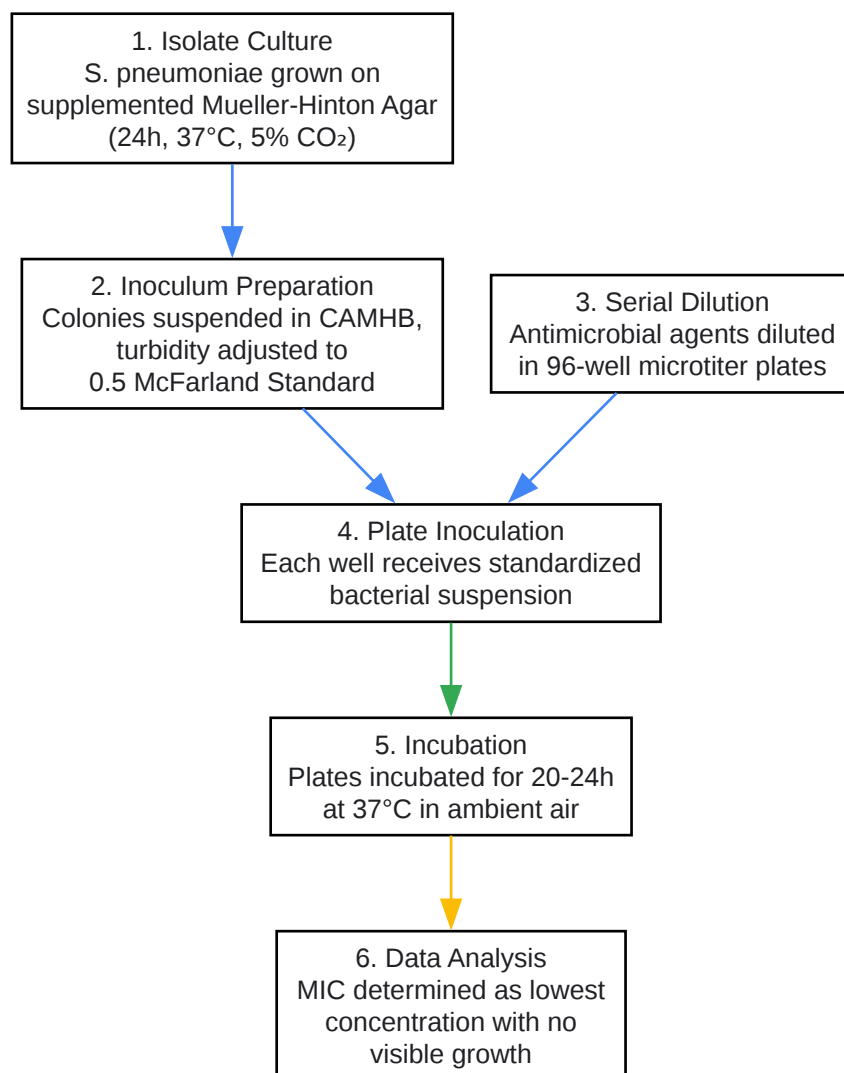 1. Isolate Culture
S. pneumoniae grown on
supplemented Mueller-Hinton Agar
(24h, 37°C, 5% CO₂)
2. Inoculum Preparation
Colonies suspended in CAMHB,
turbidity adjusted to
0.5 McFarland Standard
3. Serial Dilution
Antimicrobial agents diluted
in 96-well microtiter plates
4. Plate Inoculation
Each well receives standardized
bacterial suspension
5. Incubation
Plates incubated for 20-24h
at 37°C in ambient air
6. Data Analysis
MIC determined as lowest
concentration with no
visible growth